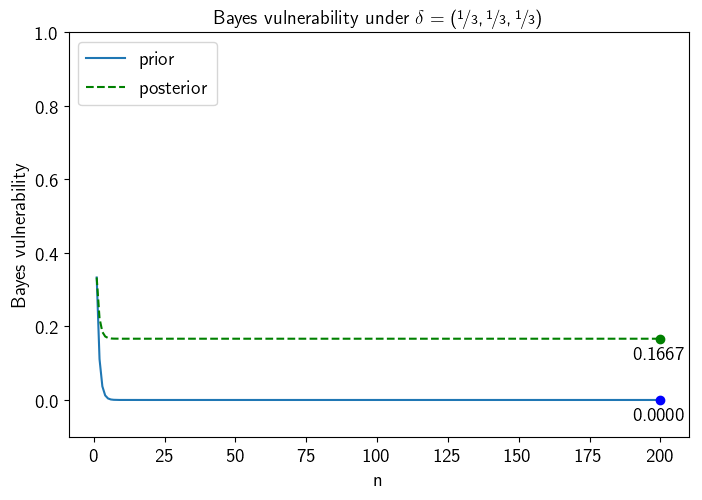 Bayes vulnerability under δ = (1/3, 1/3, 1/3)
prior
posterior
Bayes vulnerability
1.0
0.8
0.6
0.4
0.2
0.0
0.1667
0.0000
0 25 50 75 100 125 150 175 200
n